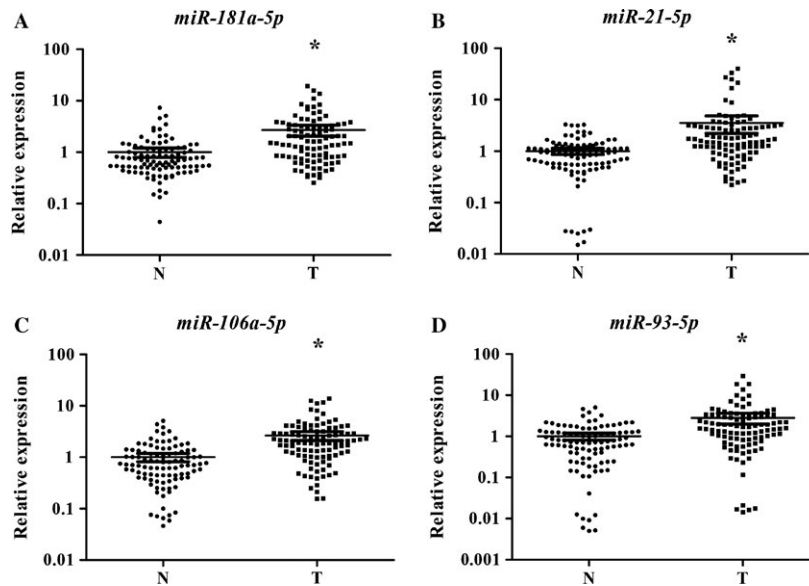 A
miR-181a-5p
*
Relative expression
100
10
1
0.1
0.01
N
T
B
miR-21-5p
*
Relative expression
100
10
1
0.1
0.01
N
T
C
miR-106a-5p
*
Relative expression
100
10
1
0.1
0.01
N
T
D
miR-93-5p
*
Relative expression
100
10
1
0.1
0.01
0.001
N
T